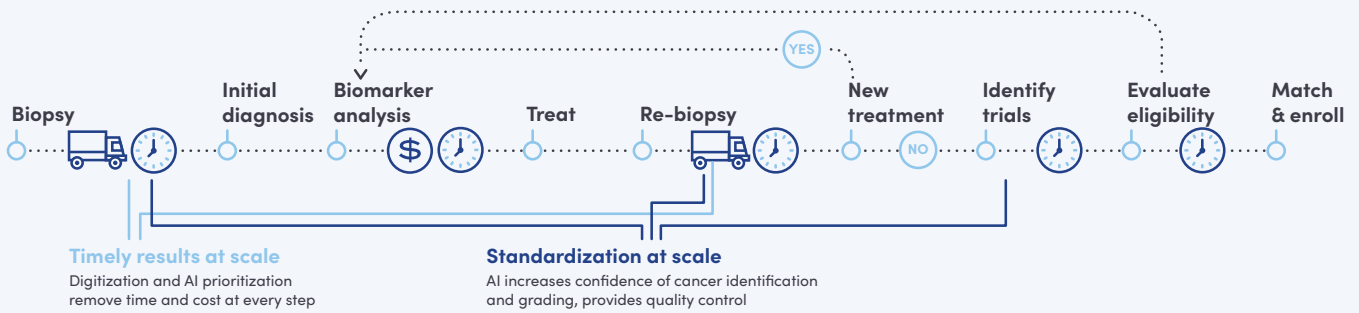 YES
Biopsy
Initial
diagnosis
Biomarker
analysis
Treat
Re-biopsy
New
treatment
Identify
trials
Evaluate
eligibility
Match
& enroll
$
NO
Timely results at scale
Digitization and AI prioritization
remove time and cost at every step
Standardization at scale
AI increases confidence of cancer identification
and grading, provides quality control